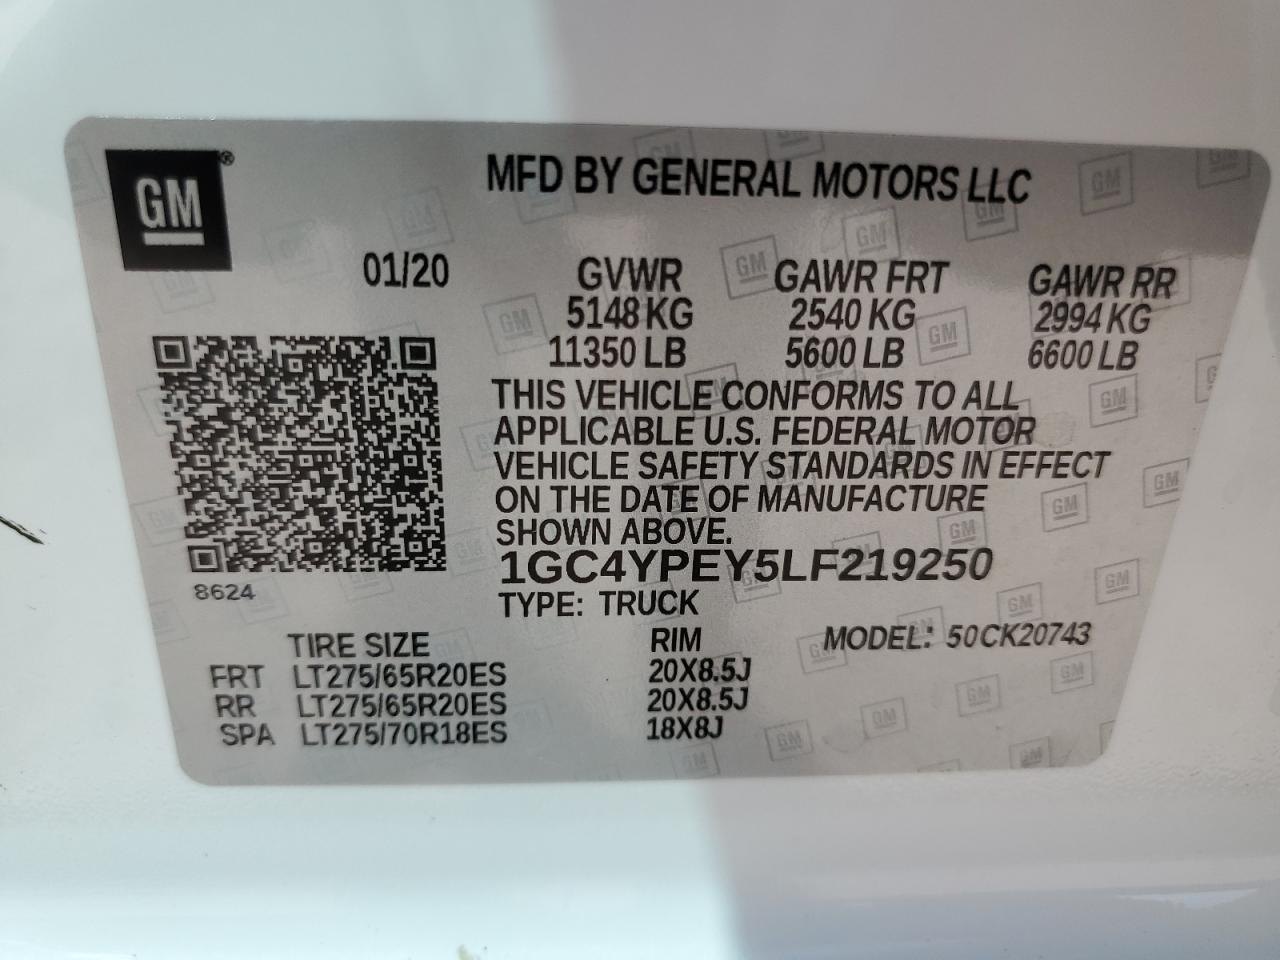 GM ®
MFD BY GENERAL MOTORS LLC
01/20 GVWR GAWR FRT GAWR RR
5148 KG 2540 KG 2994 KG
11350 LB 5600 LB 6600 LB
THIS VEHICLE CONFORMS TO ALL
APPLICABLE U.S. FEDERAL MOTOR
VEHICLE SAFETY STANDARDS IN EFFECT
ON THE DATE OF MANUFACTURE
SHOWN ABOVE.
1GC4YPEY5LF219250
8624
TYPE: TRUCK
TIRE SIZE RIM MODEL: 50CK20743
FRT LT275/65R20ES 20X8.5J
RR LT275/65R20ES 20X8.5J
SPA LT275/70R18ES 18X8J